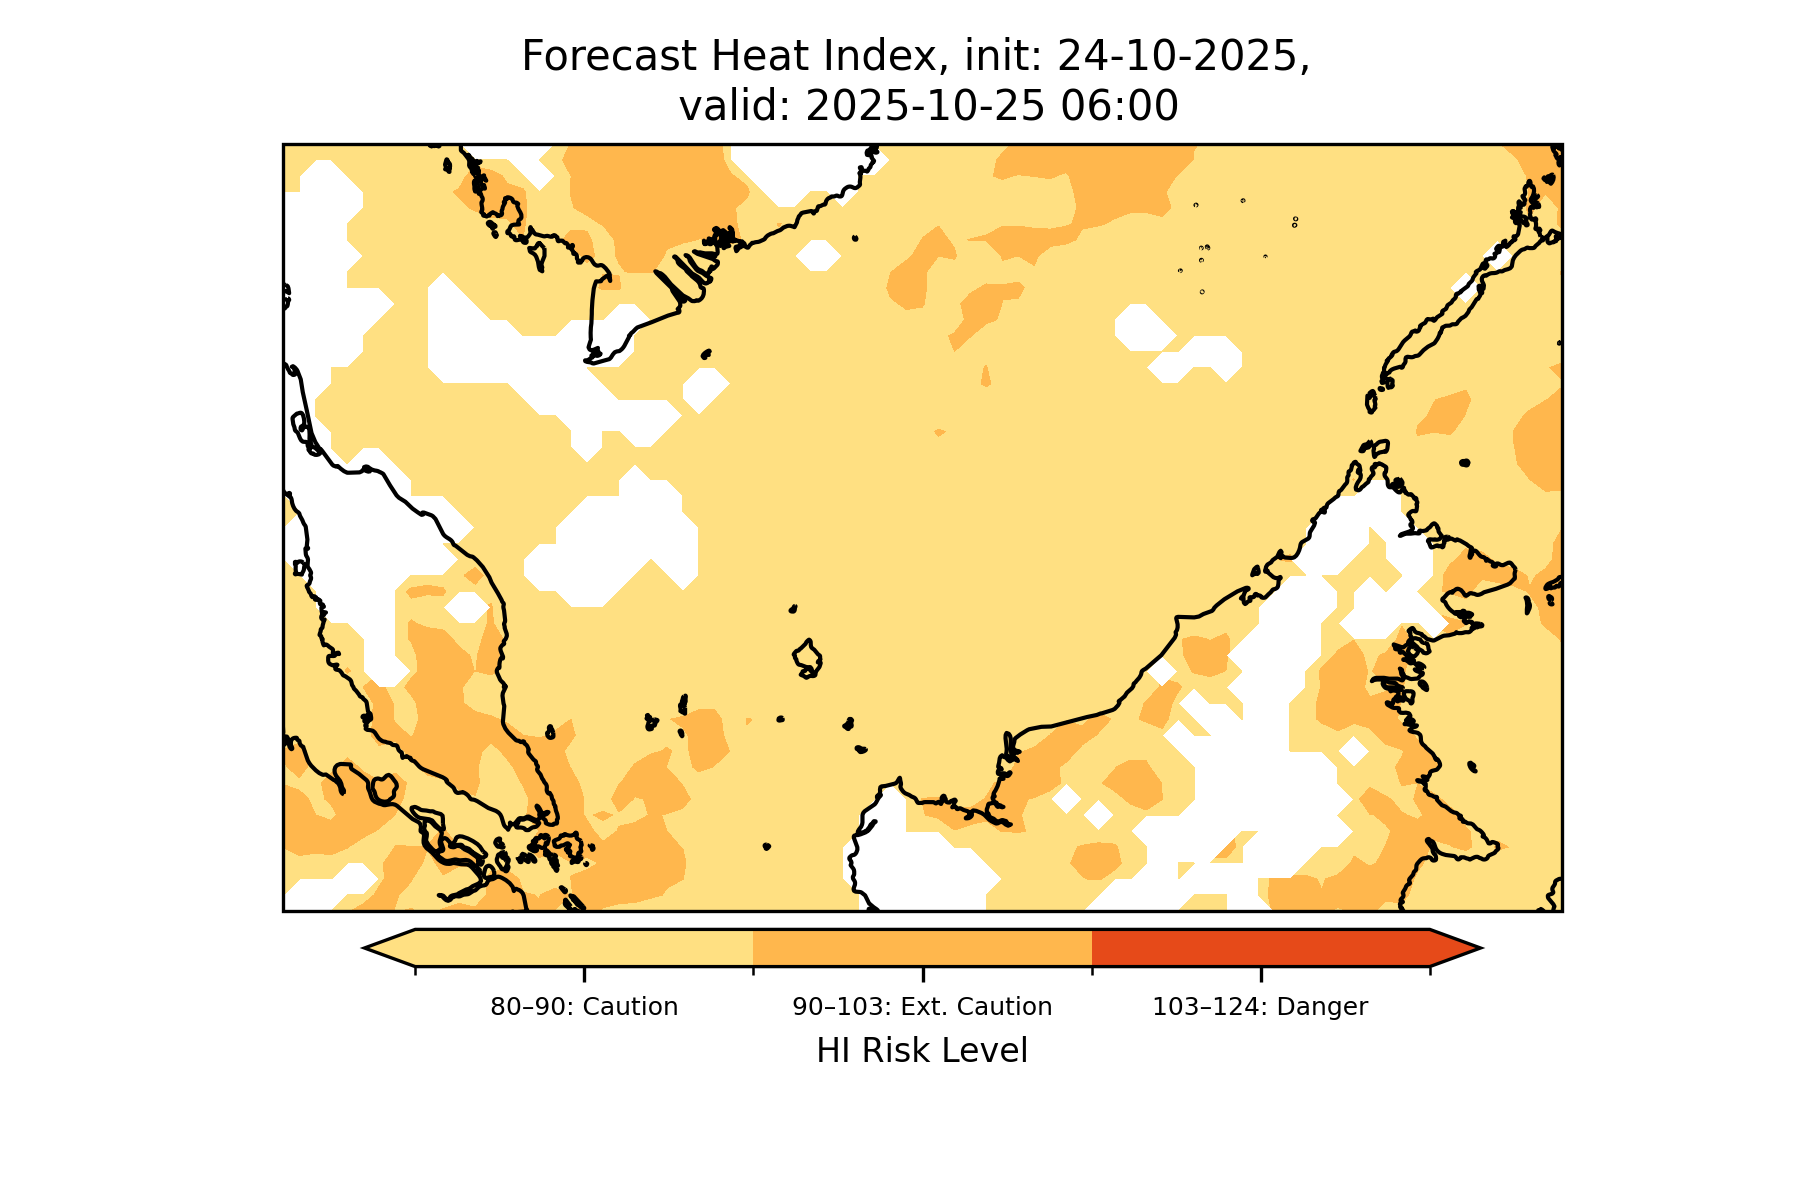 Forecast Heat Index, init: 24-10-2025,
valid: 2025-10-25 06:00
80–90: Caution
90–103: Ext. Caution
103–124: Danger
HI Risk Level